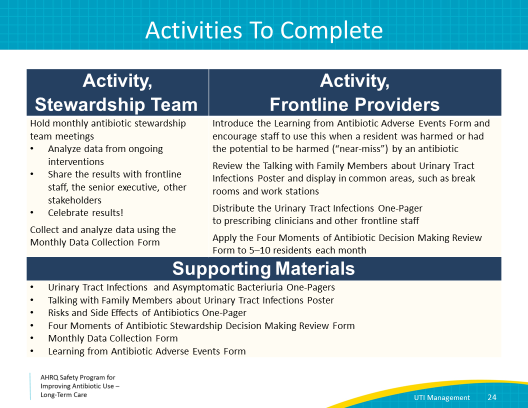 Activities To Complete
Activity,
Stewardship Team
Activity,
Frontline Providers
Hold monthly antibiotic stewardship
team meetings
• Analyze data from ongoing
interventions
• Share the results with frontline
staff, the senior executive, other
stakeholders
• Celebrate results!
Collect and analyze data using the
Monthly Data Collection Form
Introduce the Learning from Antibiotic Adverse Events Form and
encourage staff to use this when a resident was harmed or had
the potential to be harmed (“near-miss”) by an antibiotic
Review the Talking with Family Members about Urinary Tract
Infections Poster and display in common areas, such as break
rooms and work stations
Distribute the Urinary Tract Infections One-Pager
to prescribing clinicians and other frontline staff
Apply the Four Moments of Antibiotic Decision Making Review
Form to 5–10 residents each month
Supporting Materials
• Urinary Tract Infections and Asymptomatic Bacteriuria One-Pagers
• Talking with Family Members about Urinary Tract Infections Poster
• Risks and Side Effects of Antibiotics One-Pager
• Four Moments of Antibiotic Stewardship Decision Making Review Form
• Monthly Data Collection Form
• Learning from Antibiotic Adverse Events Form
AHRQ Safety Program for
Improving Antibiotic Use –
Long-Term Care
UTI Management 24